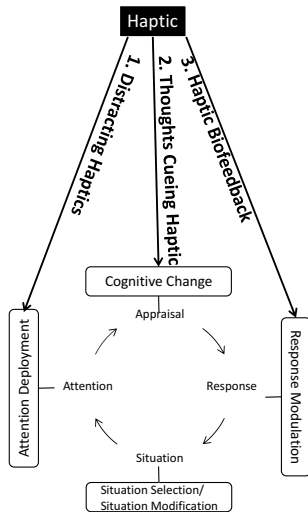 Haptic
1. Distracting Haptics
2. Thoughts Cueing Haptic
3. Haptic Biofeedback
Cognitive Change
Appraisal
Attention Deployment
Attention
Response
Response Modulation
Situation
Situation Selection/
Situation Modification